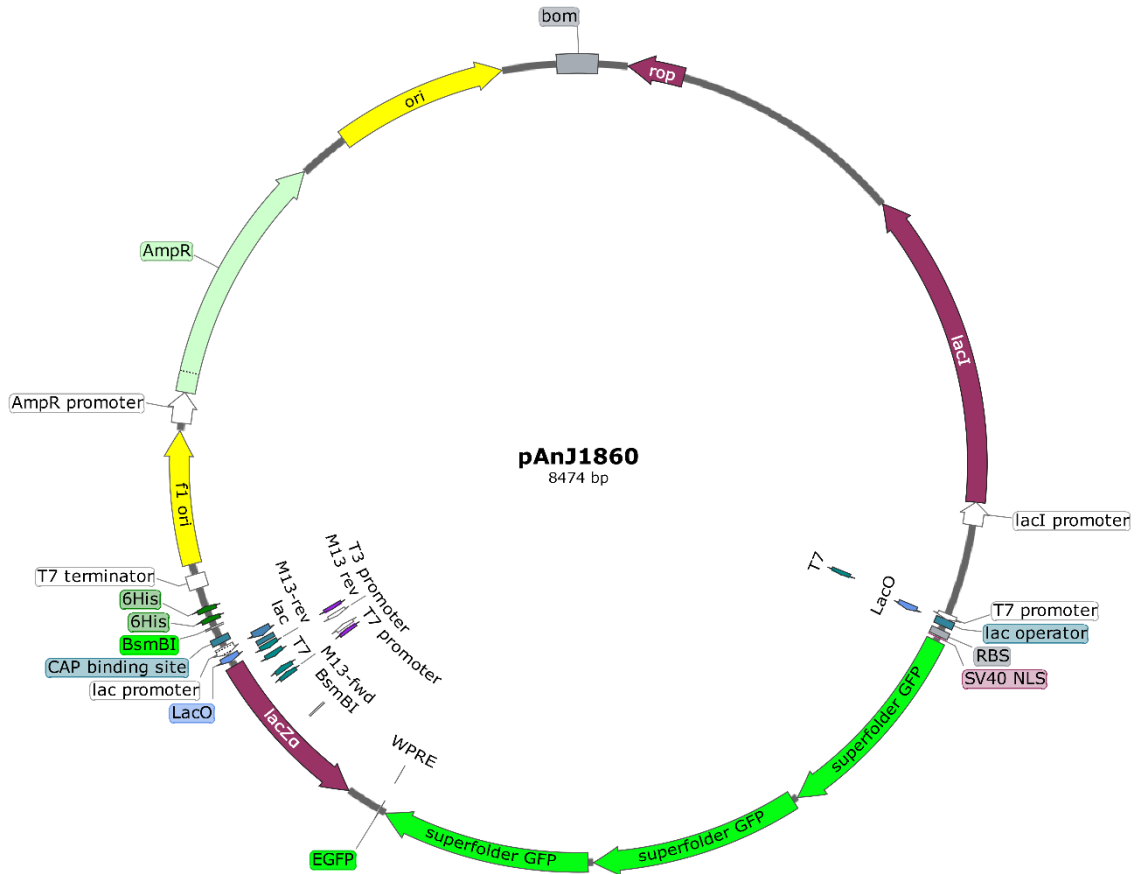 bom
rop
ori
lacI
AmpR
AmpR promoter
f1 ori
pAnJ1860
8474 bp
lacI promoter
T7
LacO
T7 promoter
lac operator
RBS
SV40 NLS
superfolder GFP
superfolder GFP
superfolder GFP
EGFP
WPRE
lacZα
T3 promoter
M13 rev
M13-rev
lac
T7 promoter
T7
M13-fwd
BsmBI
T7 terminator
6His
6His
BsmBI
CAP binding site
lac promoter
LacO